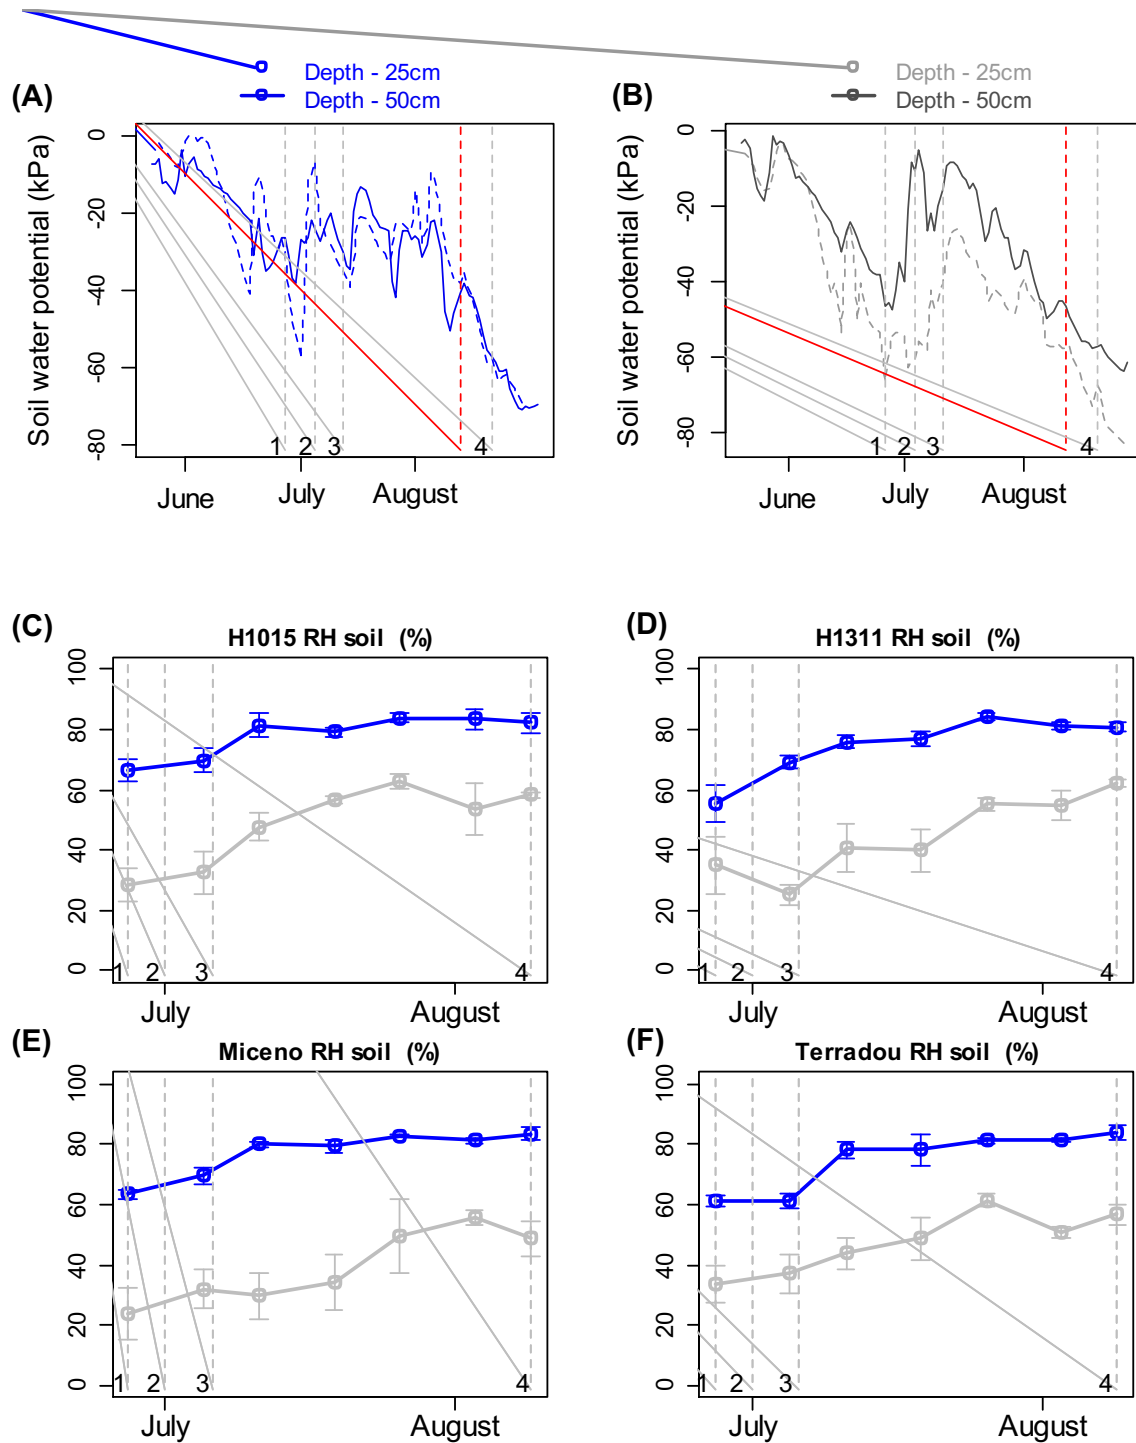 Depth - 25cm
Depth - 50cm
Depth - 25cm
Depth - 50cm
(A)
Soil water potential (kPa)
0
-20
-40
-60
-80
1 2 3 4
June July August
(B)
Soil water potential (kPa)
0
-20
-40
-60
-80
1 2 3 4
June July August
(C)
H1015 RH soil (%)
100
80
60
40
20
0
1 2 3 4
July August
(D)
H1311 RH soil (%)
100
80
60
40
20
0
1 2 3 4
July August
(E)
Miceno RH soil (%)
100
80
60
40
20
0
1 2 3 4
July August
(F)
Terradou RH soil (%)
100
80
60
40
20
0
1 2 3 4
July August